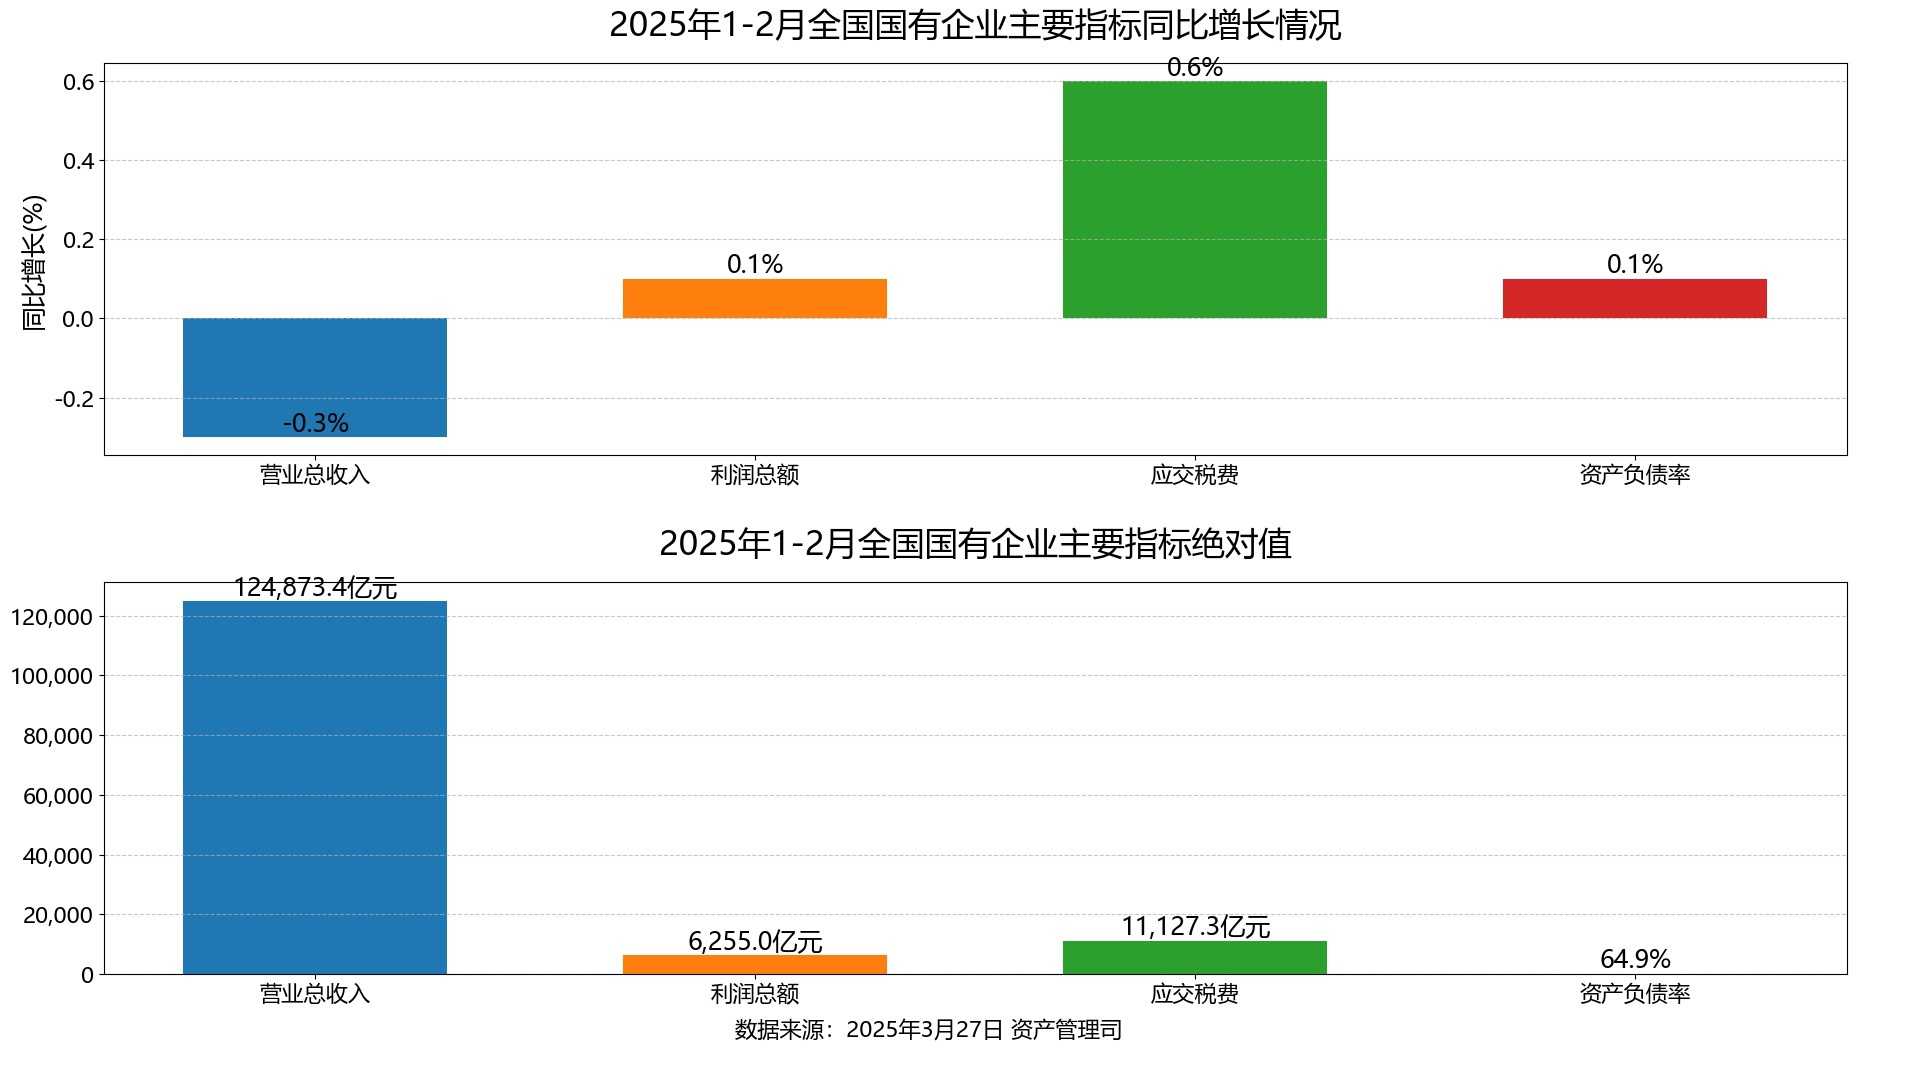 2025年1-2月全国国有企业主要指标同比增长情况
同比增长(%)
0.6
0.4
0.2
0.0
-0.2
-0.3%
0.1%
0.6%
0.1%
营业总收入 利润总额 应交税费 资产负债率
2025年1-2月全国国有企业主要指标绝对值
120,000
100,000
80,000
60,000
40,000
20,000
0
124,873.4亿元
6,255.0亿元
11,127.3亿元
64.9%
营业总收入 利润总额 应交税费 资产负债率
数据来源：2025年3月27日 资产管理司